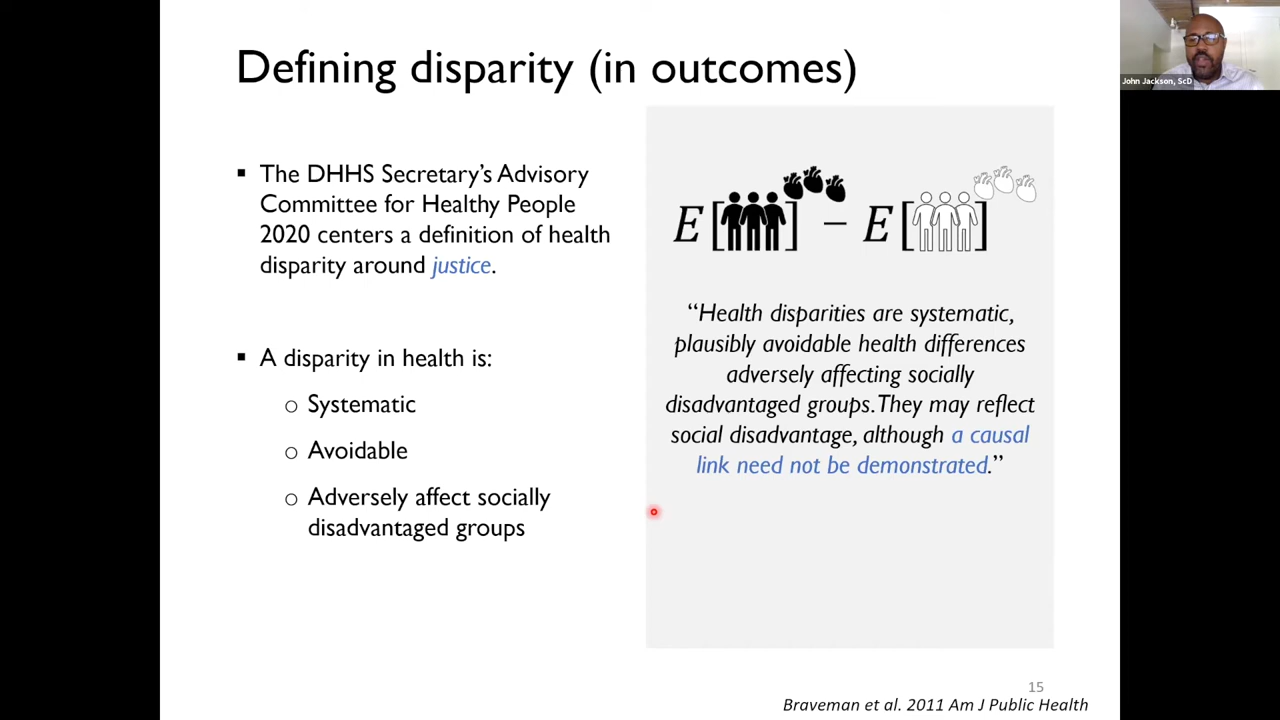 Defining disparity (in outcomes)
John Jackson, ScD
▪ The DHHS Secretary’s Advisory
Committee for Healthy People
2020 centers a definition of health
disparity around justice.
▪ A disparity in health is:
o Systematic
o Avoidable
o Adversely affect socially
disadvantaged groups
E[ ] – E[ ]
“Health disparities are systematic,
plausibly avoidable health differences
adversely affecting socially
disadvantaged groups. They may reflect
social disadvantage, although a causal
link need not be demonstrated.”
15
Braveman et al. 2011 Am J Public Health